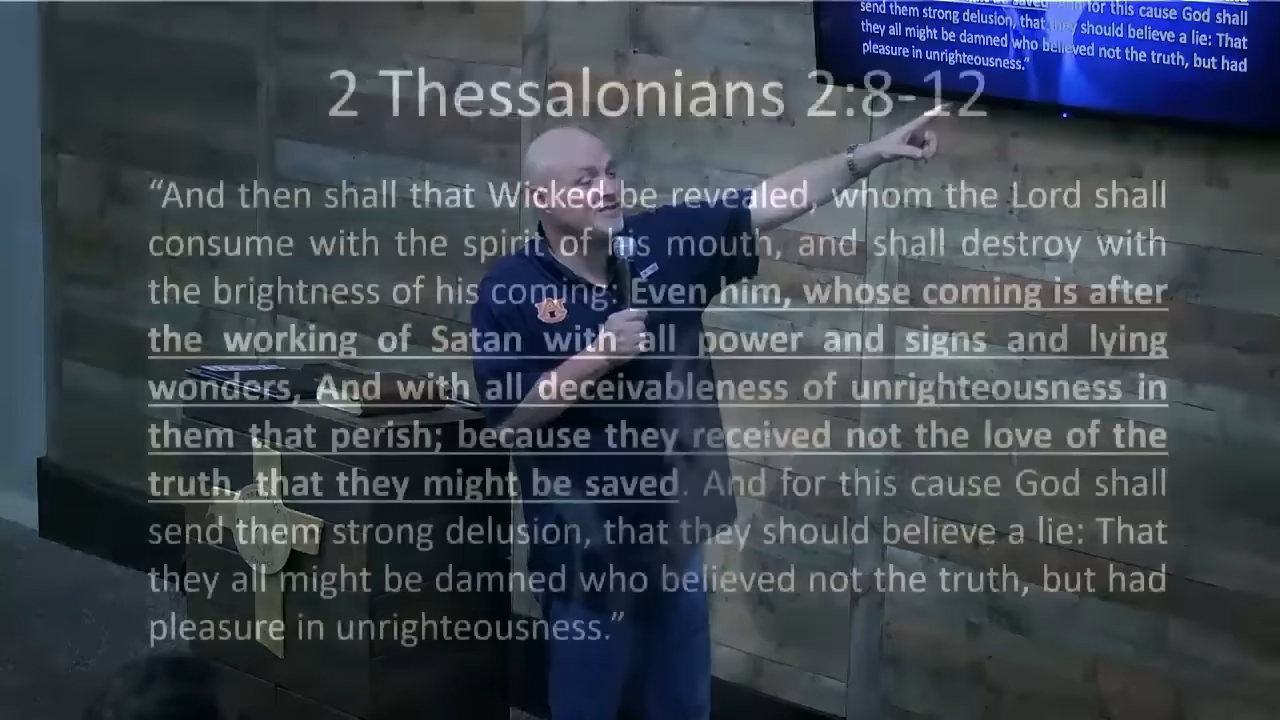 send them strong delusion, that they should believe a lie: That
they all might be damned who believed not the truth, but had
pleasure in unrighteousness.”
2 Thessalonians 2:8-12
“And then shall that Wicked be revealed, whom the Lord shall
consume with the spirit of his mouth, and shall destroy with
the brightness of his coming: Even him, whose coming is after
the working of Satan with all power and signs and lying
wonders, And with all deceivableness of unrighteousness in
them that perish; because they received not the love of the
truth, that they might be saved. And for this cause God shall
send them strong delusion, that they should believe a lie: That
they all might be damned who believed not the truth, but had
pleasure in unrighteousness.”